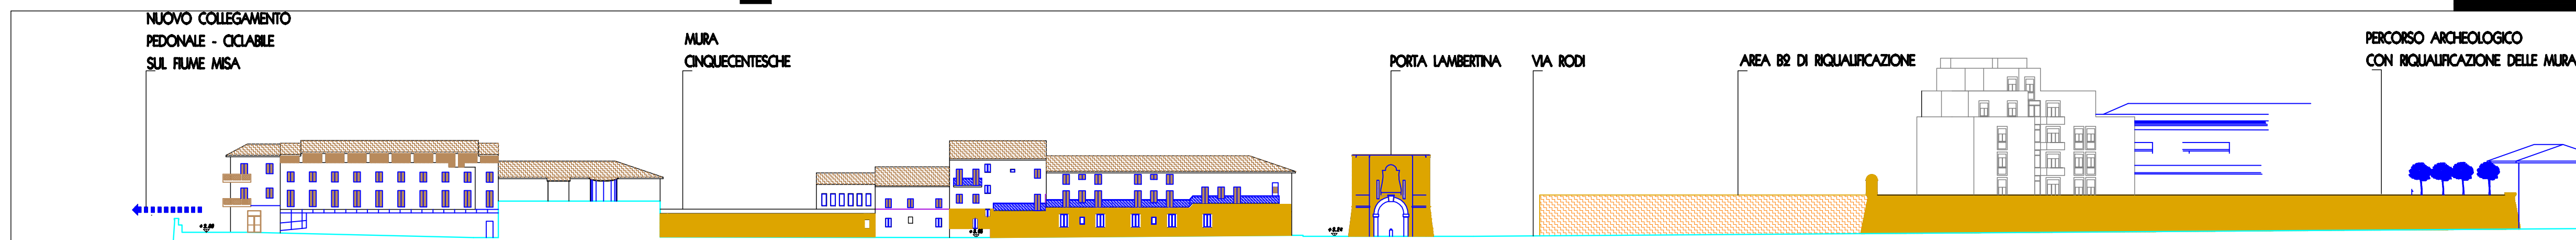 NUOVO COLLEGAMENTO
PEDONALE - CICLABILE
SUL FIUME MISA
MURA
CINQUECENTESCHE
PORTA LAMBERTINA
VIA RODI
AREA B2 DI RIQUALIFICAZIONE
PERCORSO ARCHEOLOGICO
CON RIQUALIFICAZIONE DELLE MURA